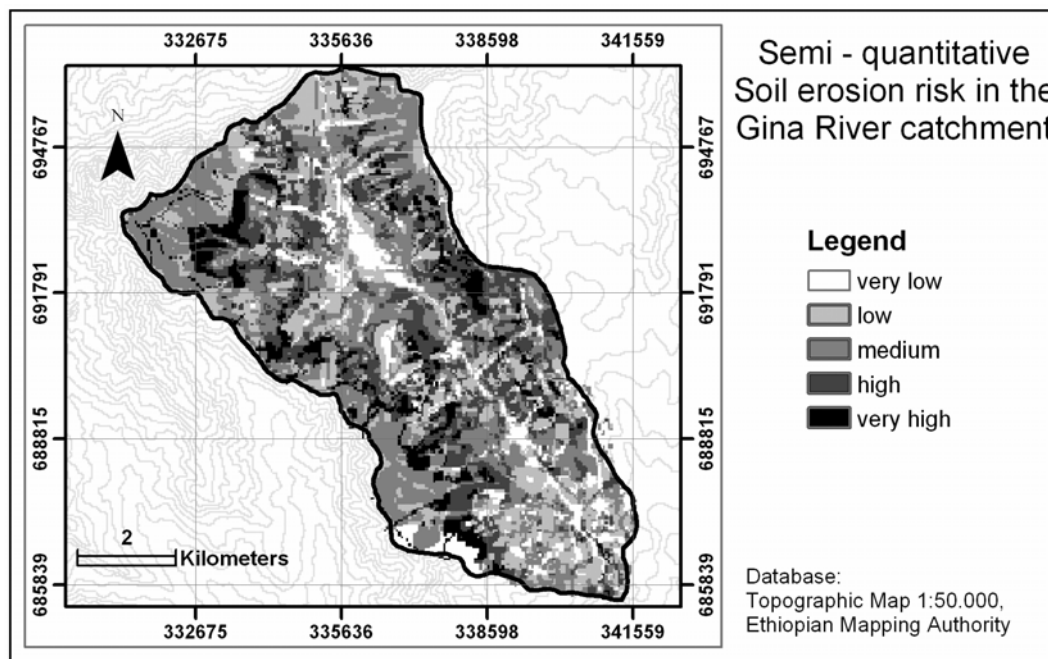 332675 335636 338598 341559
Semi - quantitative
Soil erosion risk in the
Gina River catchment
N
694767
694767
Legend
very low
low
medium
high
very high
691791
691791
688815
688815
2
Kilometers
685839
685839
332675 335636 338598 341559
Database:
Topographic Map 1:50.000,
Ethiopian Mapping Authority